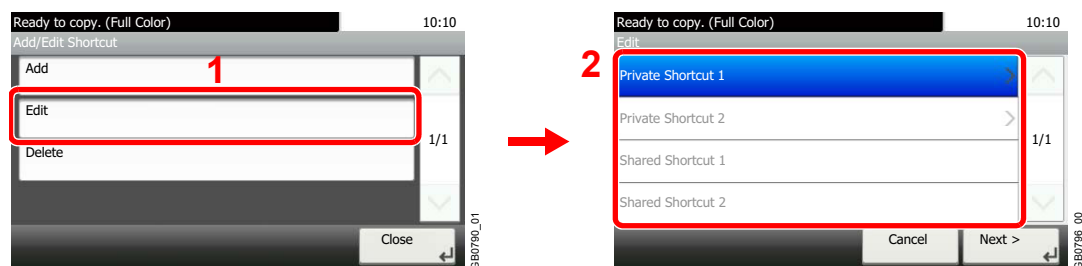 Ready to copy. (Full Color) 10:10
Add/Edit Shortcut
Add
1
Edit
1/1
Delete
Close
GB0790_01
Ready to copy. (Full Color) 10:10
Edit
2
Private Shortcut 1
Private Shortcut 2
1/1
Shared Shortcut 1
Shared Shortcut 2
Cancel Next >
GB0796_00